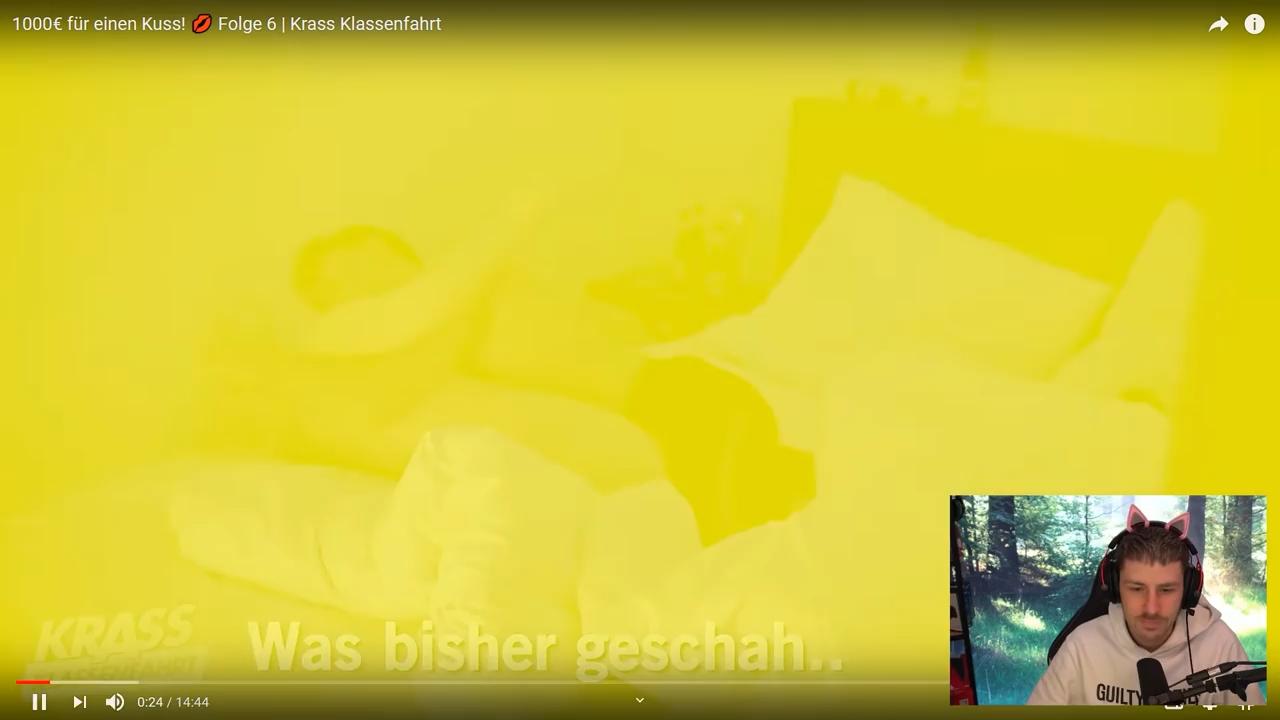 1000€ für einen Kuss! 💋 Folge 6 | Krass Klassenfahrt
KRASS
Was bisher geschah..
0:24 / 14:44
GUILTY